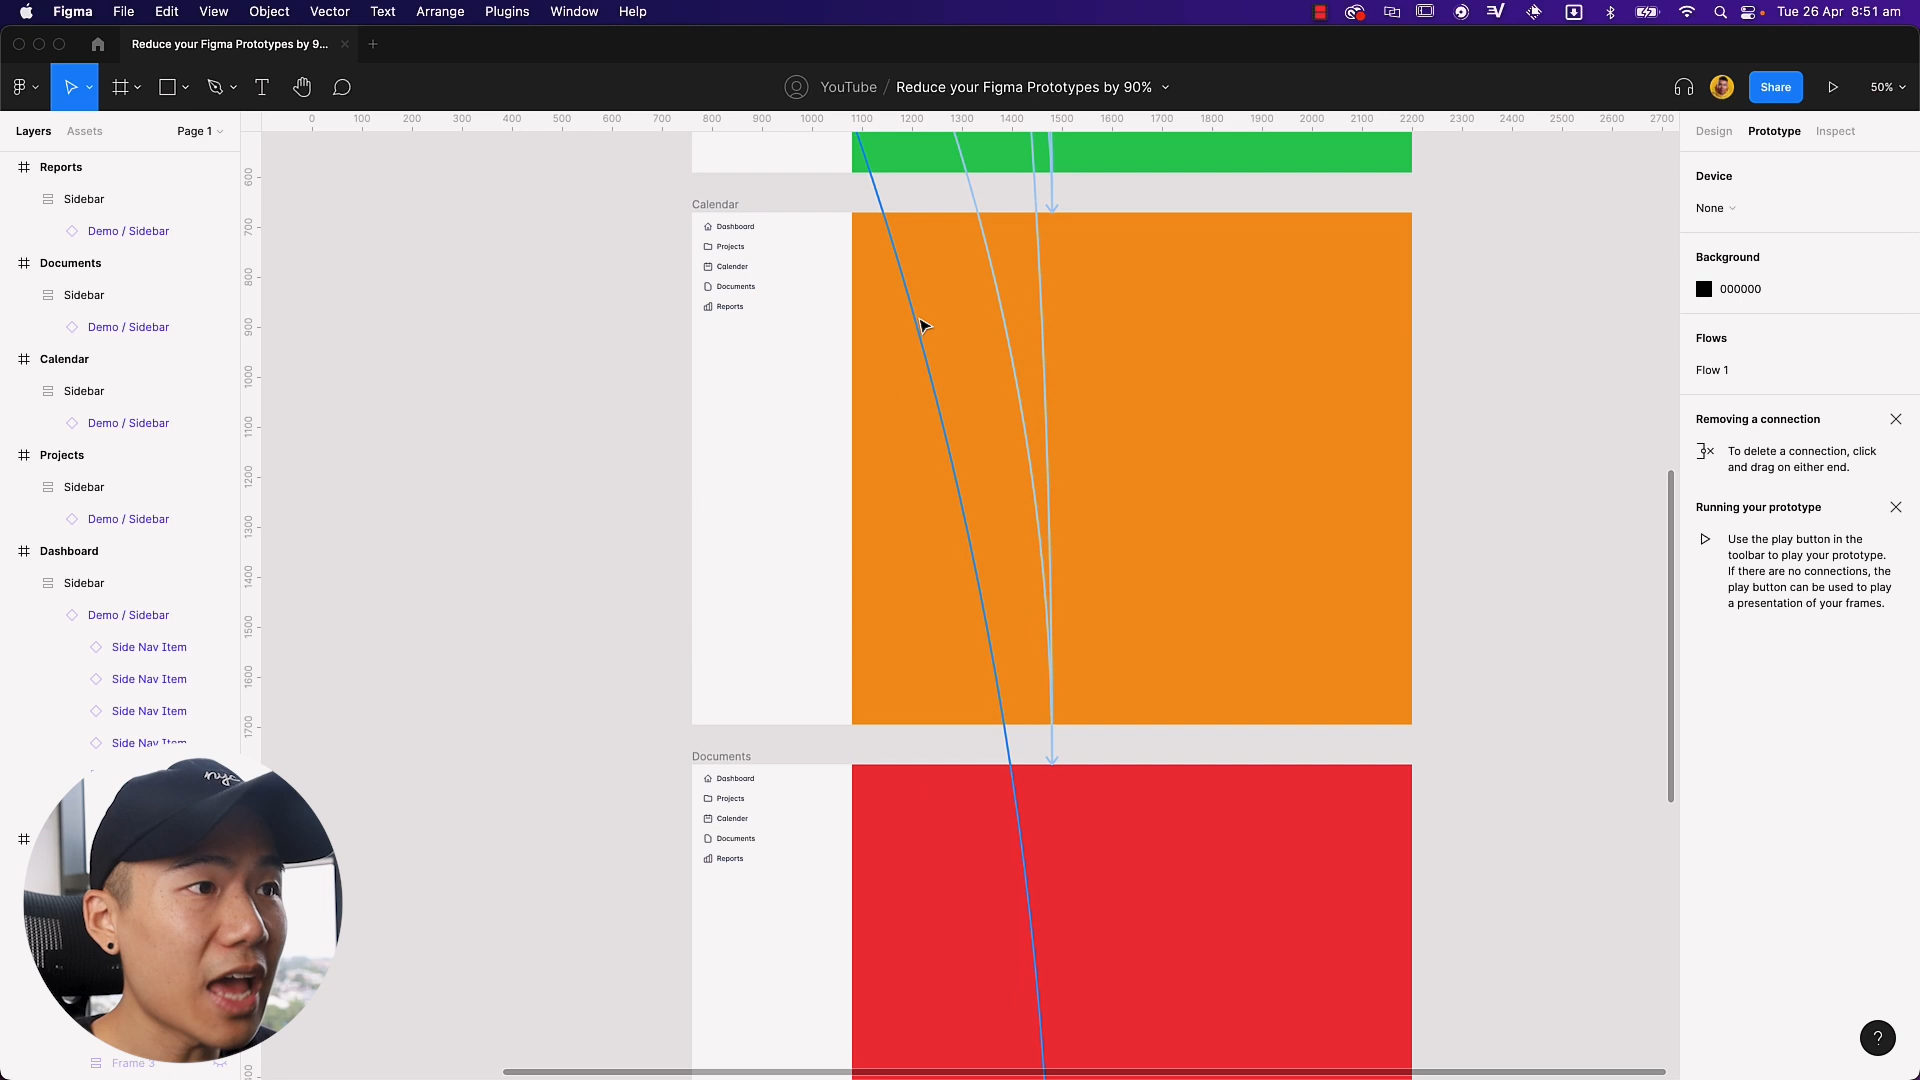 Figma File Edit View Object Vector Text Arrange Plugins Window Help Tue 26 Apr 8:51 am
Reduce your Figma Prototypes by 9...
YouTube / Reduce your Figma Prototypes by 90% Share 50%
Layers Assets Page 1
0 100 200 300 400 500 600 700 800 900 1000 1100 1200 1300 1400 1500 1600 1700 1800 1900 2000 2100 2200 2300 2400 2500 2600 2700
Design Prototype Inspect
Reports
Sidebar
Demo / Sidebar
Documents
Sidebar
Demo / Sidebar
Calendar
Sidebar
Demo / Sidebar
Projects
Sidebar
Demo / Sidebar
Dashboard
Sidebar
Demo / Sidebar
Side Nav Item
Side Nav Item
Side Nav Item
Side Nav Item
Frame 3
600
700
800
900
1000
1100
1200
1300
1400
1500
1600
1700
Calendar
Dashboard
Projects
Calender
Documents
Reports
Documents
Dashboard
Projects
Calender
Documents
Reports
Device
None
Background
000000
Flows
Flow 1
Removing a connection
To delete a connection, click
and drag on either end.
Running your prototype
Use the play button in the
toolbar to play your prototype.
If there are no connections, the
play button can be used to play
a presentation of your frames.
?